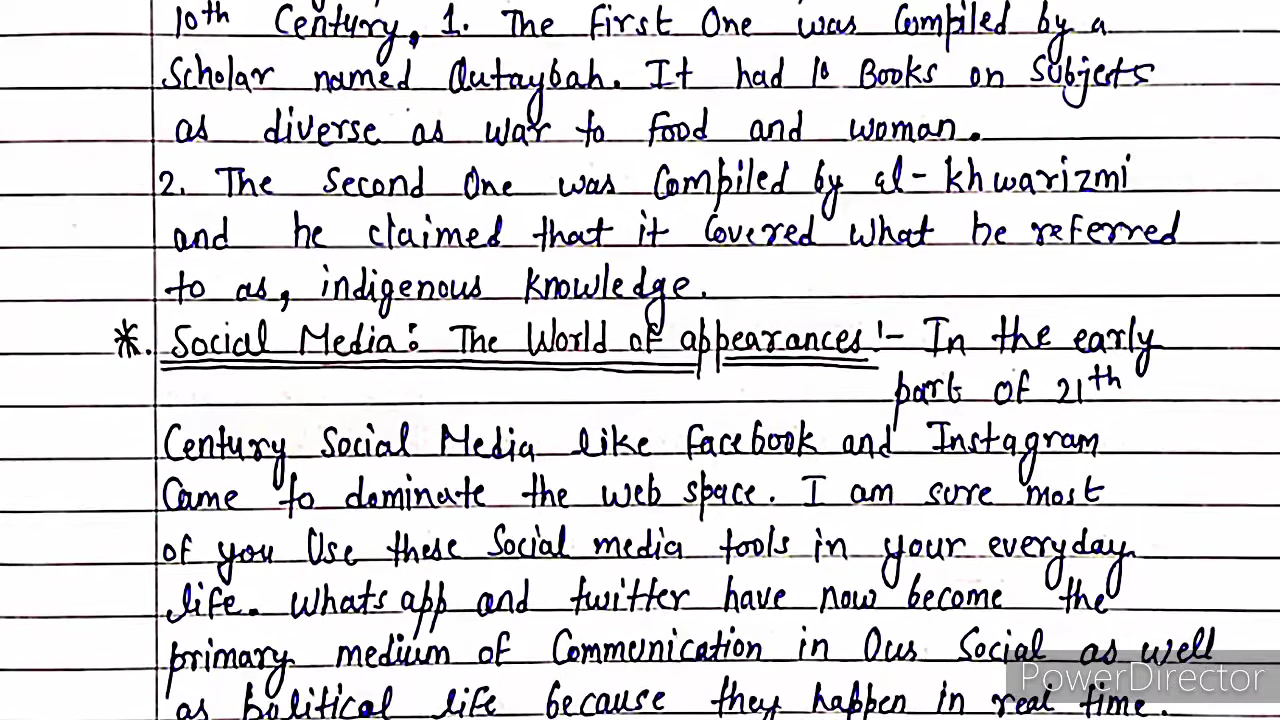 10th Century, 1. The First One was Compiled by a
Scholar named Qutaybah. It had 10 Books on Subjects
as diverse as war to food and woman.
2. The Second One was Compiled by al-khwarizmi
and he claimed that it Covered what he referred
to as, indigenous knowledge.
*. Social Media: The World of appearances:- In the early
part of 21th
Century Social Media like facebook and Instagram
Came to dominate the web space. I am sure most
of you Use these Social media tools in your everyday
life. Whatsapp and twitter have now become the
primary medium of Communication in Our Social as well
as Political life because they happen in real time.
PowerDirector